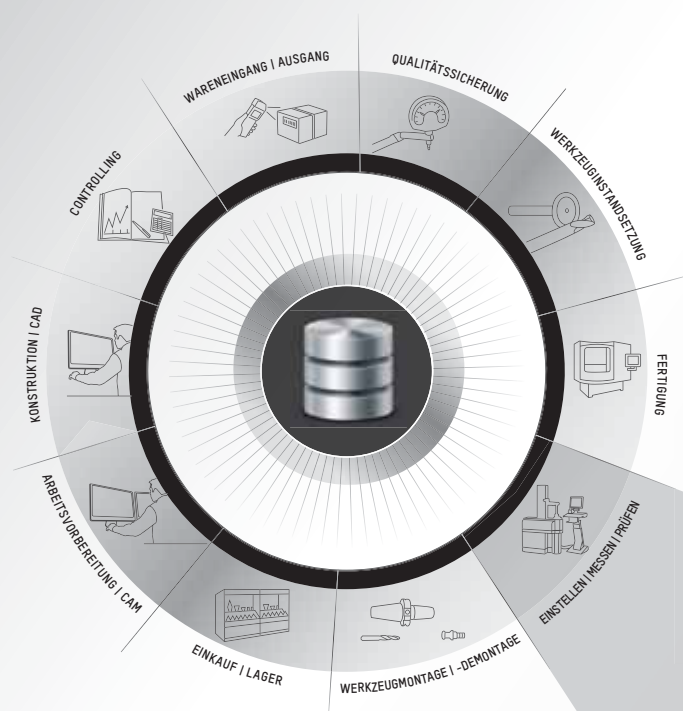 WARENEINGANG | AUSGANG
QUALITÄTSSICHERUNG
WERKZEUGINSTANDSETZUNG
FERTIGUNG
EINSTELLEN | MESSEN | PRÜFEN
WERKZEUGMONTAGE | -DEMONTAGE
EINKAUF | LAGER
ARBEITSVORBEREITUNG | CAM
KONSTRUKTION | CAD
CONTROLLING